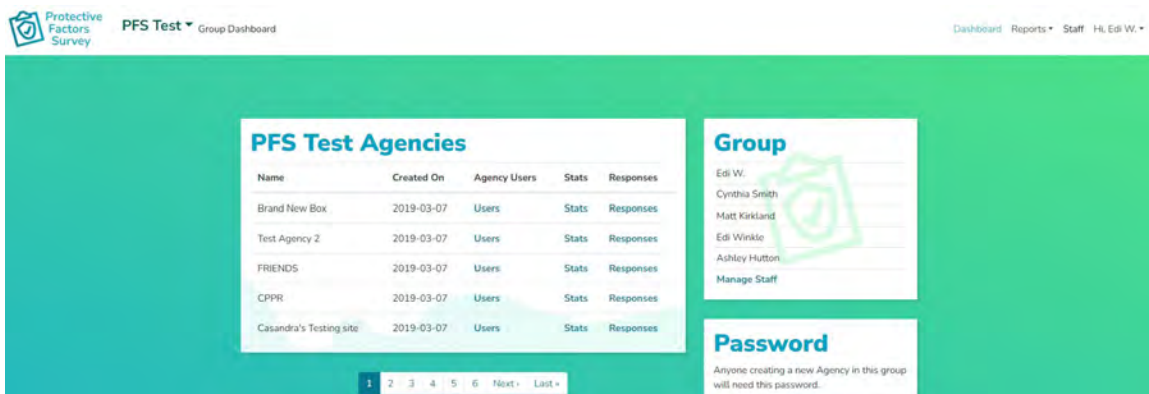 Protective
Factors
Survey
PFS Test Group Dashboard
Dashboard Reports Staff Hi, Edi W.
PFS Test Agencies
Name Created On Agency Users Stats Responses
Brand New Box 2019-03-07 Users Stats Responses
Test Agency 2 2019-03-07 Users Stats Responses
FRIENDS 2019-03-07 Users Stats Responses
CPPR 2019-03-07 Users Stats Responses
Casandra's Testing site 2019-03-07 Users Stats Responses
1 2 3 4 5 6 Next › Last »
Group
Edi W.
Cynthia Smith
Matt Kirkland
Edi Winkle
Ashley Hutton
Manage Staff
Password
Anyone creating a new Agency in this group
will need this password.